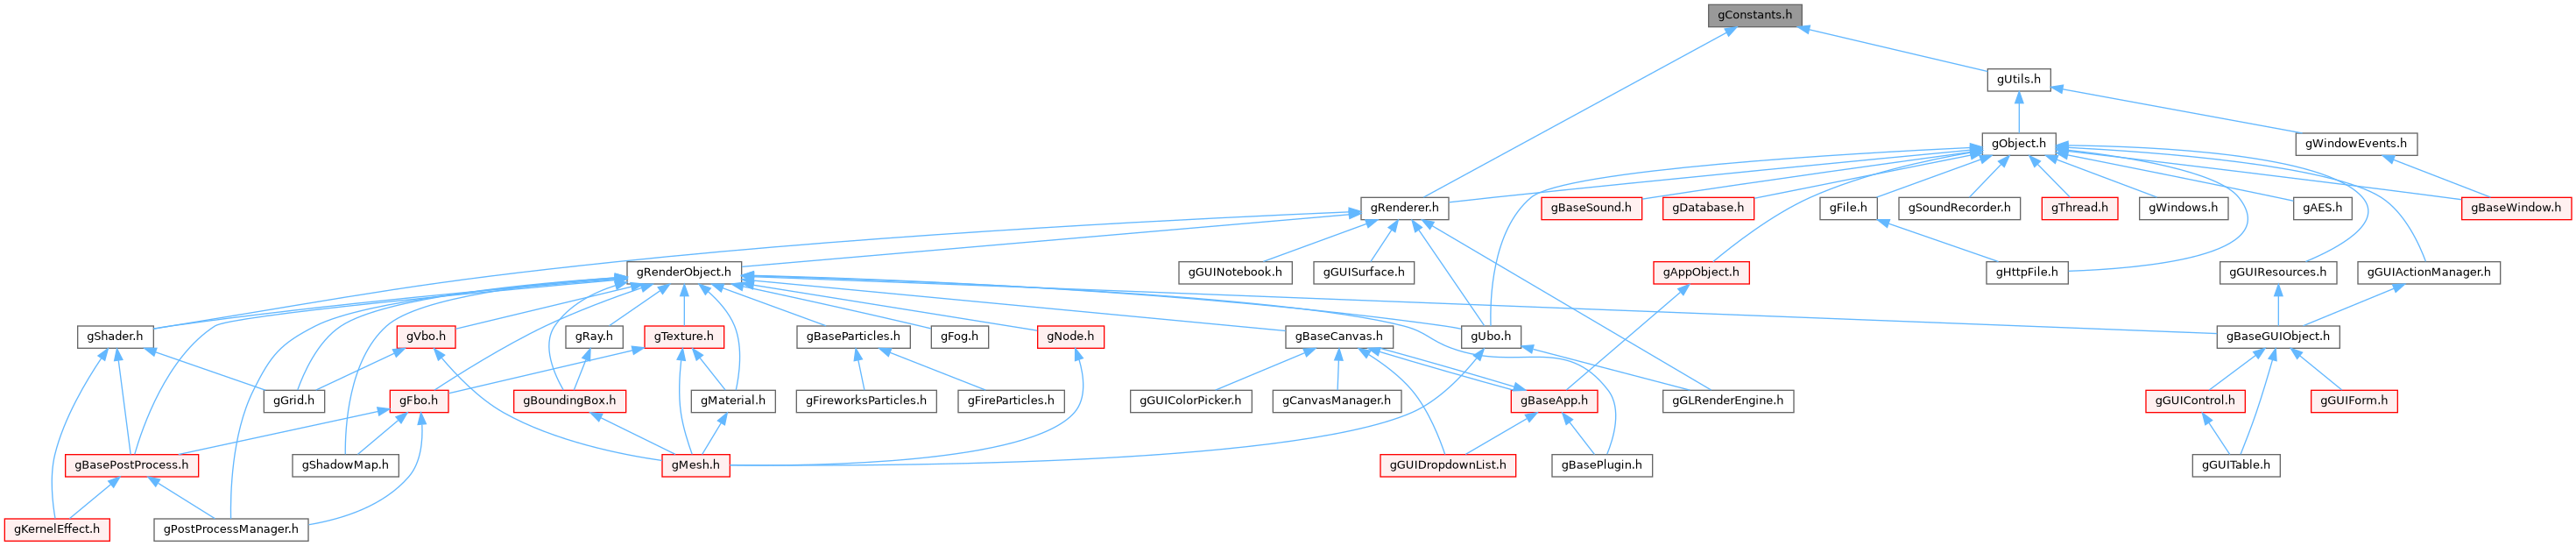 gConstants.h
gUtils.h
gObject.h
gWindowEvents.h
gRenderer.h
gBaseSound.h
gDatabase.h
gFile.h
gSoundRecorder.h
gThread.h
gWindows.h
gAES.h
gBaseWindow.h
gRenderObject.h
gGUINotebook.h
gGUISurface.h
gAppObject.h
gHttpFile.h
gGUIResources.h
gGUIActionManager.h
gShader.h
gVbo.h
gRay.h
gTexture.h
gBaseParticles.h
gFog.h
gNode.h
gBaseCanvas.h
gUbo.h
gBaseGUIObject.h
gGrid.h
gFbo.h
gBoundingBox.h
gMaterial.h
gFireworksParticles.h
gFireParticles.h
gGUIColorPicker.h
gCanvasManager.h
gBaseApp.h
gGLRenderEngine.h
gGUIControl.h
gGUIForm.h
gBasePostProcess.h
gShadowMap.h
gMesh.h
gGUIDropdownList.h
gBasePlugin.h
gGUITable.h
gKernelEffect.h
gPostProcessManager.h